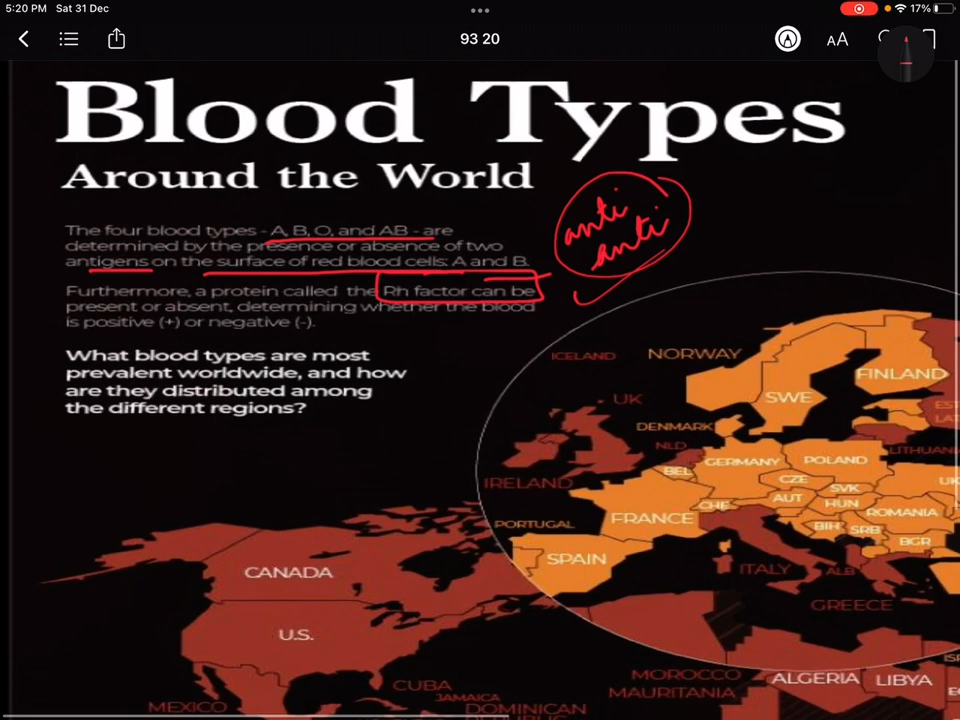 5:20 PM Sat 31 Dec
17%
93 20
AA
Blood Types
Around the World
The four blood types - A, B, O, and AB - are
determined by the presence or absence of two
antigens on the surface of red blood cells: A and B.
anti
anti
Furthermore, a protein called the Rh factor can be
present or absent, determining whether the blood
is positive (+) or negative (-).
What blood types are most
prevalent worldwide, and how
are they distributed among
the different regions?
ICELAND
NORWAY
FINLAND
SWE
UK
EST
LAT
DENMARK
NLD
LITHUANI
IRELAND
BEL
GERMANY
POLAND
CZE
UK
SVK
AUT
HUN
CHE
ROMANIA
FRANCE
PORTUGAL
BIH
SRB
BGR
SPAIN
ITALY
ALB
CANADA
GREECE
U.S.
MOROCCO
ALGERIA
LIBYA
CUBA
MAURITANIA
JAMAICA
MEXICO
DOMINICAN